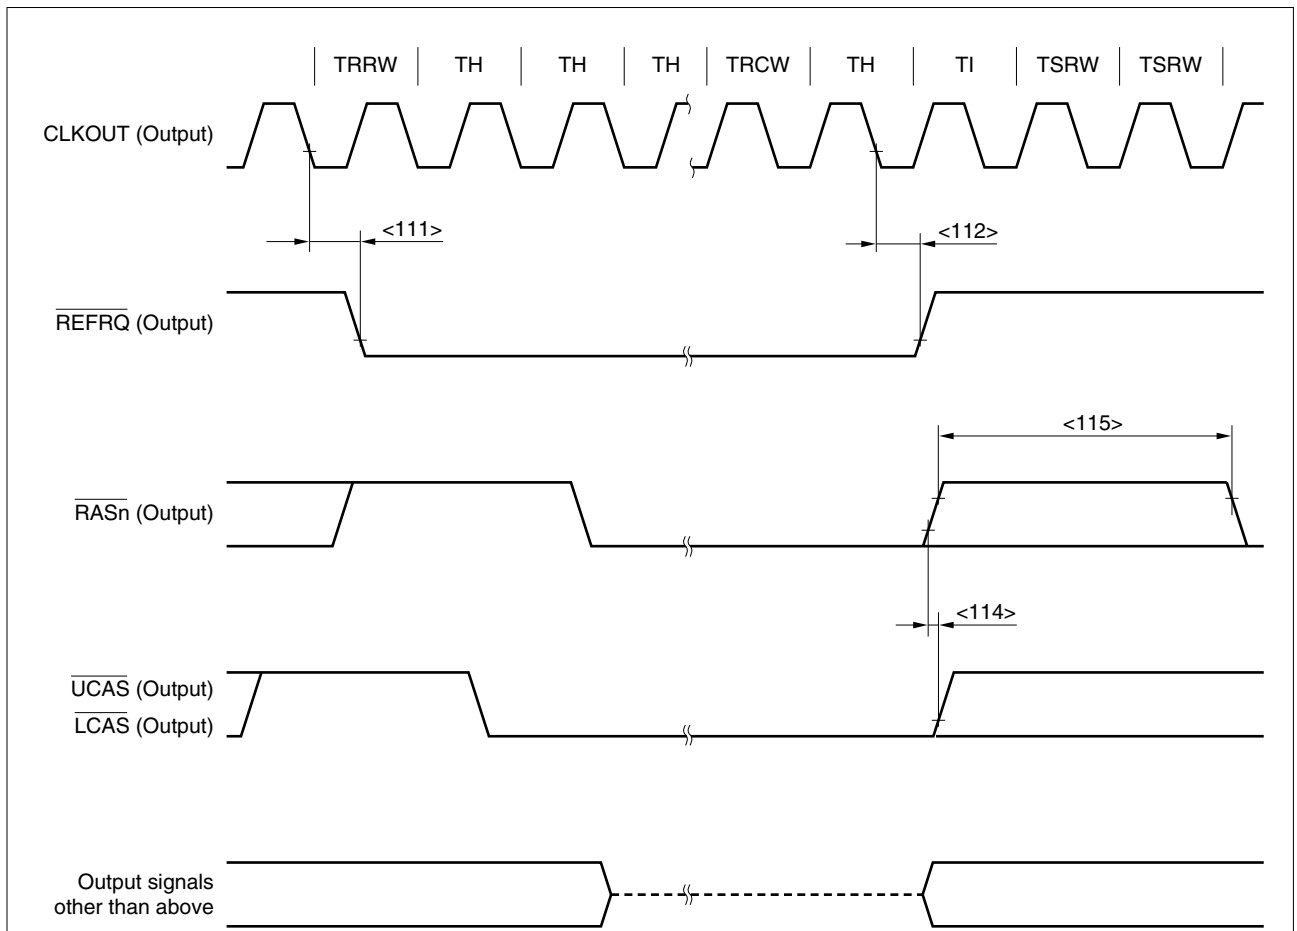 TRRW TH TH TH TRCW TH TI TSRW TSRW
CLKOUT (Output)
<111> <112>
REFRQ (Output)
<115>
RASn (Output)
<114>
UCAS (Output)
LCAS (Output)
Output signals
other than above